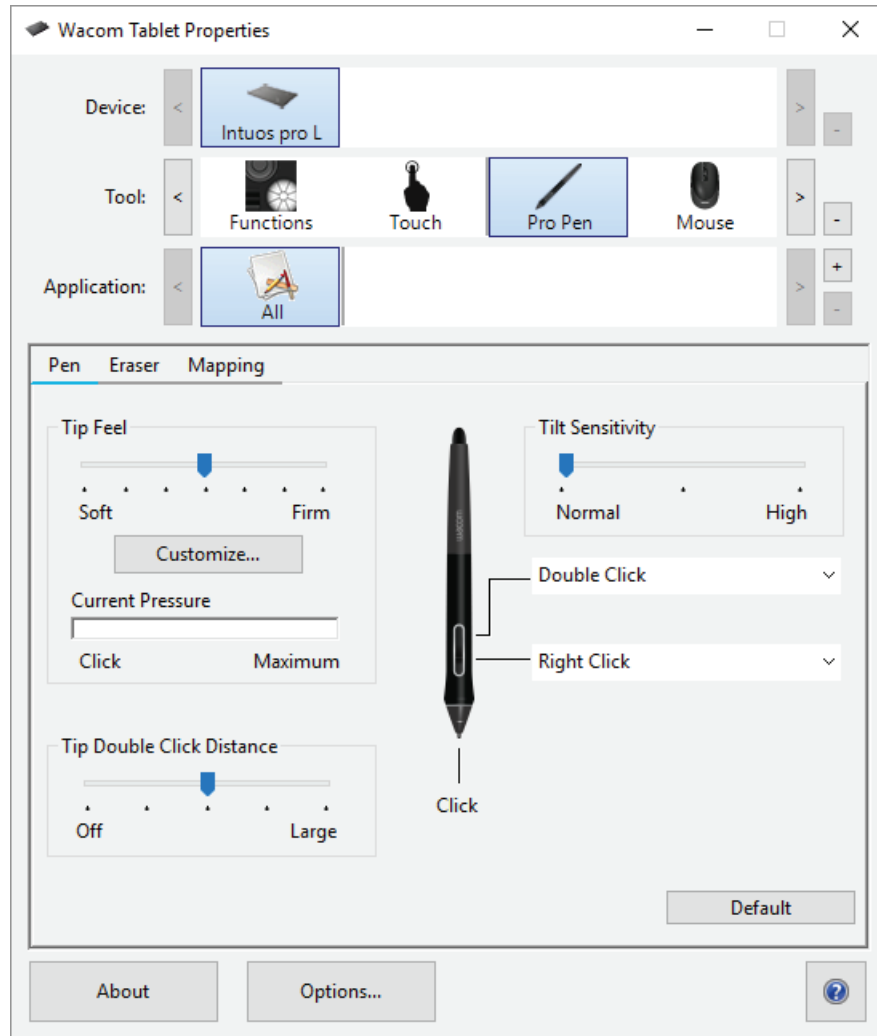 Wacom Tablet Properties
Device:
<
Intuos pro L
>
-
Tool:
<
Functions
Touch
Pro Pen
Mouse
>
-
Application:
<
All
>
+
-
Pen Eraser Mapping
Tip Feel
Soft Firm
Customize...
Current Pressure
Click Maximum
Tip Double Click Distance
Off Large
wacom
Click
Tilt Sensitivity
Normal High
Double Click
Right Click
Default
About
Options...
?